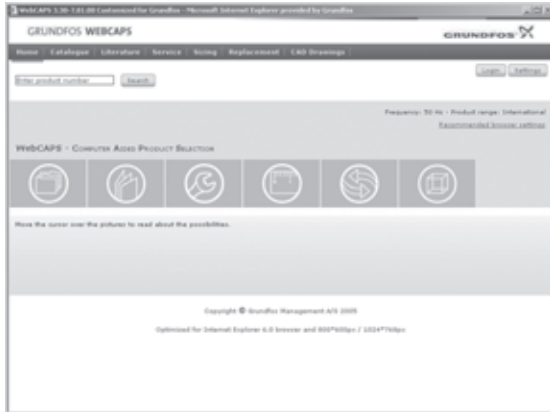 WebCAPS 3.30- 7.01.00 Customized for Grundfos - Microsoft Internet Explorer provided by Grundfos
GRUNDFOS WEBCAPS
GRUNDFOS
Home | Catalogue | Literature | Service | Sizing | Replacement | CAD Drawings |
Enter product number
Search
Login
Settings
Frequency: 50 Hz - Product range: International
Recommended browser settings
WebCAPS - Computer Aided Product Selection
Move the cursor over the pictures to read about the possibilities.
Copyright © Grundfos Management A/S 2005
Optimized for Internet Explorer 6.0 browser and 800*600px / 1024*768px